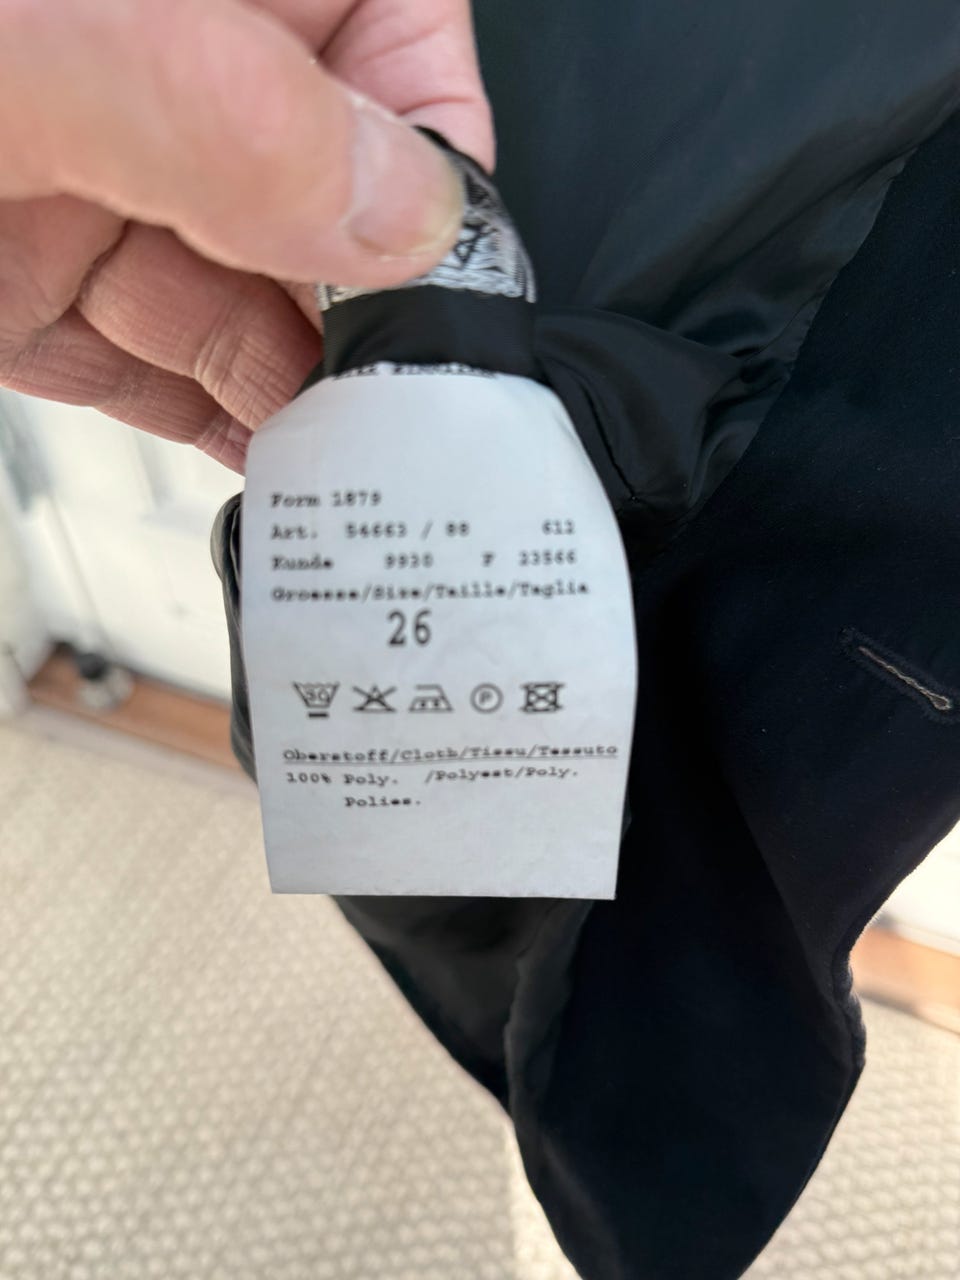 Form 1879
Art. 54663 / 88 612
Kunde 9930 F 23566
Groesse/Size/Taille/Taglia
26
30
P
Oberstoff/Cloth/Tissu/Tessuto
100% Poly. /Polyest/Poly.
Polies.